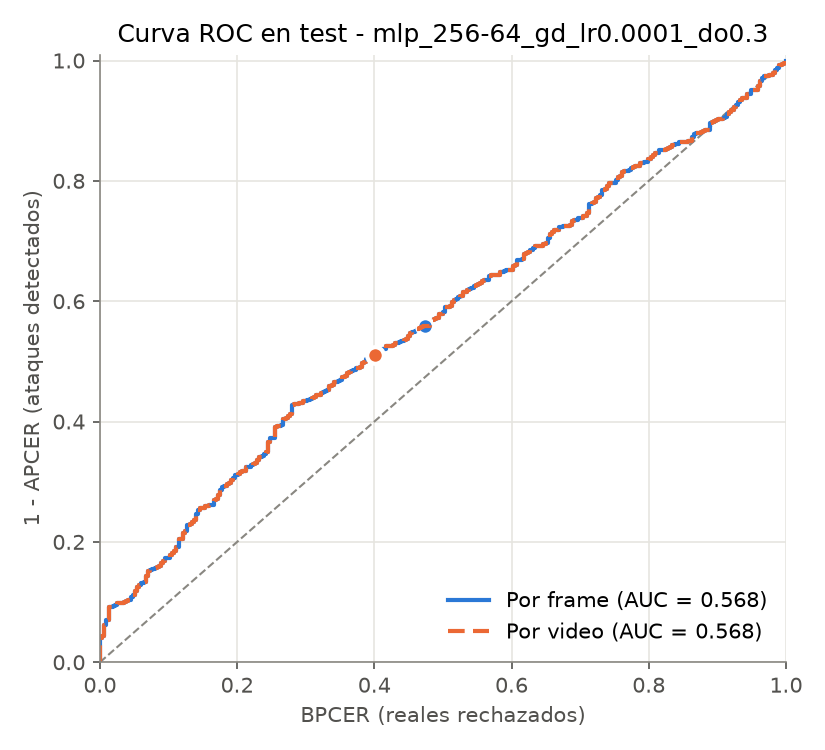 Curva ROC en test - mlp_256-64_gd_lr0.0001_do0.3
1.0
0.8
0.6
0.4
0.2
0.0
1 - APCER (ataques detectados)
Por frame (AUC = 0.568)
Por video (AUC = 0.568)
0.0 0.2 0.4 0.6 0.8 1.0
BPCER (reales rechazados)